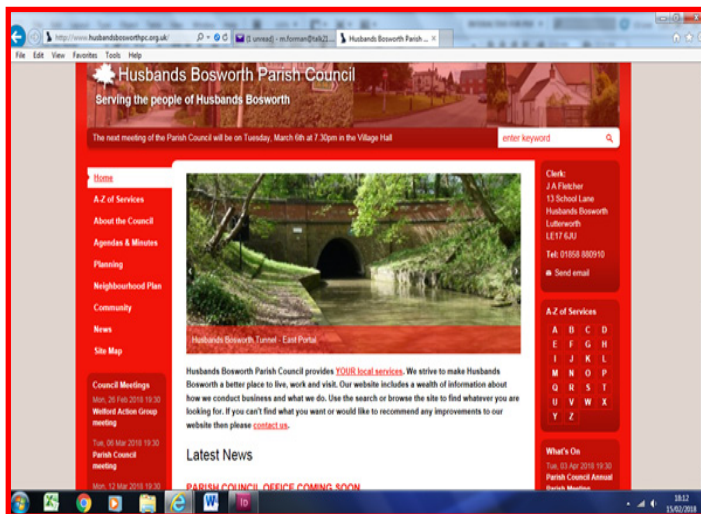 http://www.husbandsbosworthpc.org.uk/
(1 unread) - m.forman@talk21...
Husbands Bosworth Parish ...
File Edit View Favorites Tools Help
Husbands Bosworth Parish Council
Serving the people of Husbands Bosworth
The next meeting of the Parish Council will be on Tuesday, March 6th at 7.30pm in the Village Hall
enter keyword
Home
A-Z of Services
About the Council
Agendas & Minutes
Planning
Neighbourhood Plan
Community
News
Site Map
Council Meetings
Mon, 26 Feb 2018 19:30
Welford Action Group
meeting
Tue, 06 Mar 2018 19:30
Parish Council
meeting
Mon, 12 Mar 2018 19:30
Husbands Bosworth Tunnel - East Portal
Husbands Bosworth Parish Council provides YOUR local services. We strive to make Husbands
Bosworth a better place to live, work and visit. Our website includes a wealth of information about
how we conduct business and what we do. Use the search or browse the site to find whatever you are
looking for. If you can't find what you want or would like to recommend any improvements to our
website then please contact us.
Latest News
PARISH COUNCIL OFFICE COMING SOON
Clerk:
J A Fletcher
13 School Lane
Husbands Bosworth
Lutterworth
LE17 6JU
Tel: 01858 880910
Send email
A-Z of Services
A B C D
E F G H
I J K L
M N O P
Q R S T
U V W X
Y Z
What's On
Tue, 03 Apr 2018 19:30
Parish Council Annual
Parish Meeting
18:12
15/02/2018